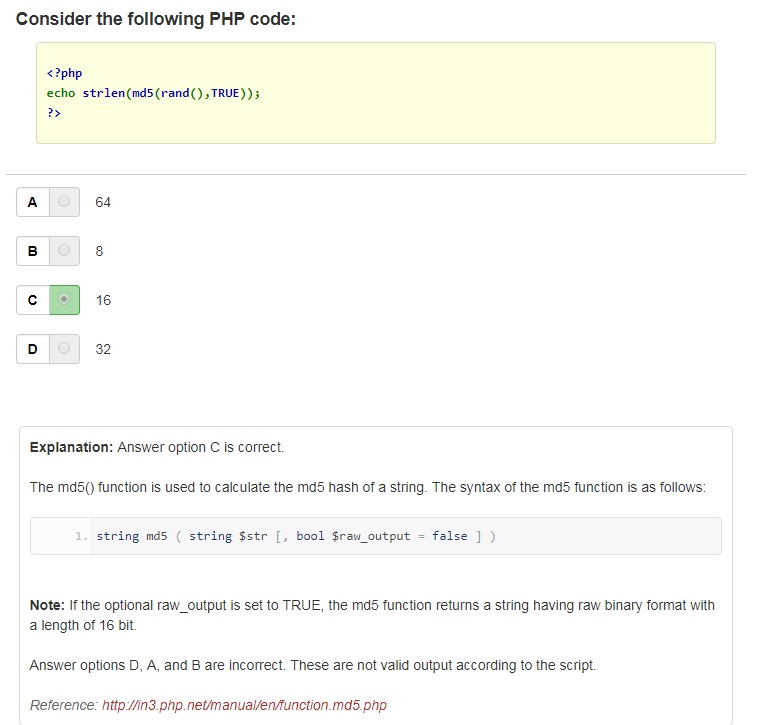 Consider the following PHP code:
<?php
echo strlen(md5(rand(),TRUE));
?>
A 64
B 8
C 16
D 32
Explanation: Answer option C is correct.
The md5() function is used to calculate the md5 hash of a string. The syntax of the md5 function is as follows:
1. string md5 ( string $str [, bool $raw_output = false ] )
Note: If the optional raw_output is set to TRUE, the md5 function returns a string having raw binary format with
a length of 16 bit.
Answer options D, A, and B are incorrect. These are not valid output according to the script.
Reference: http://in3.php.net/manual/en/function.md5.php